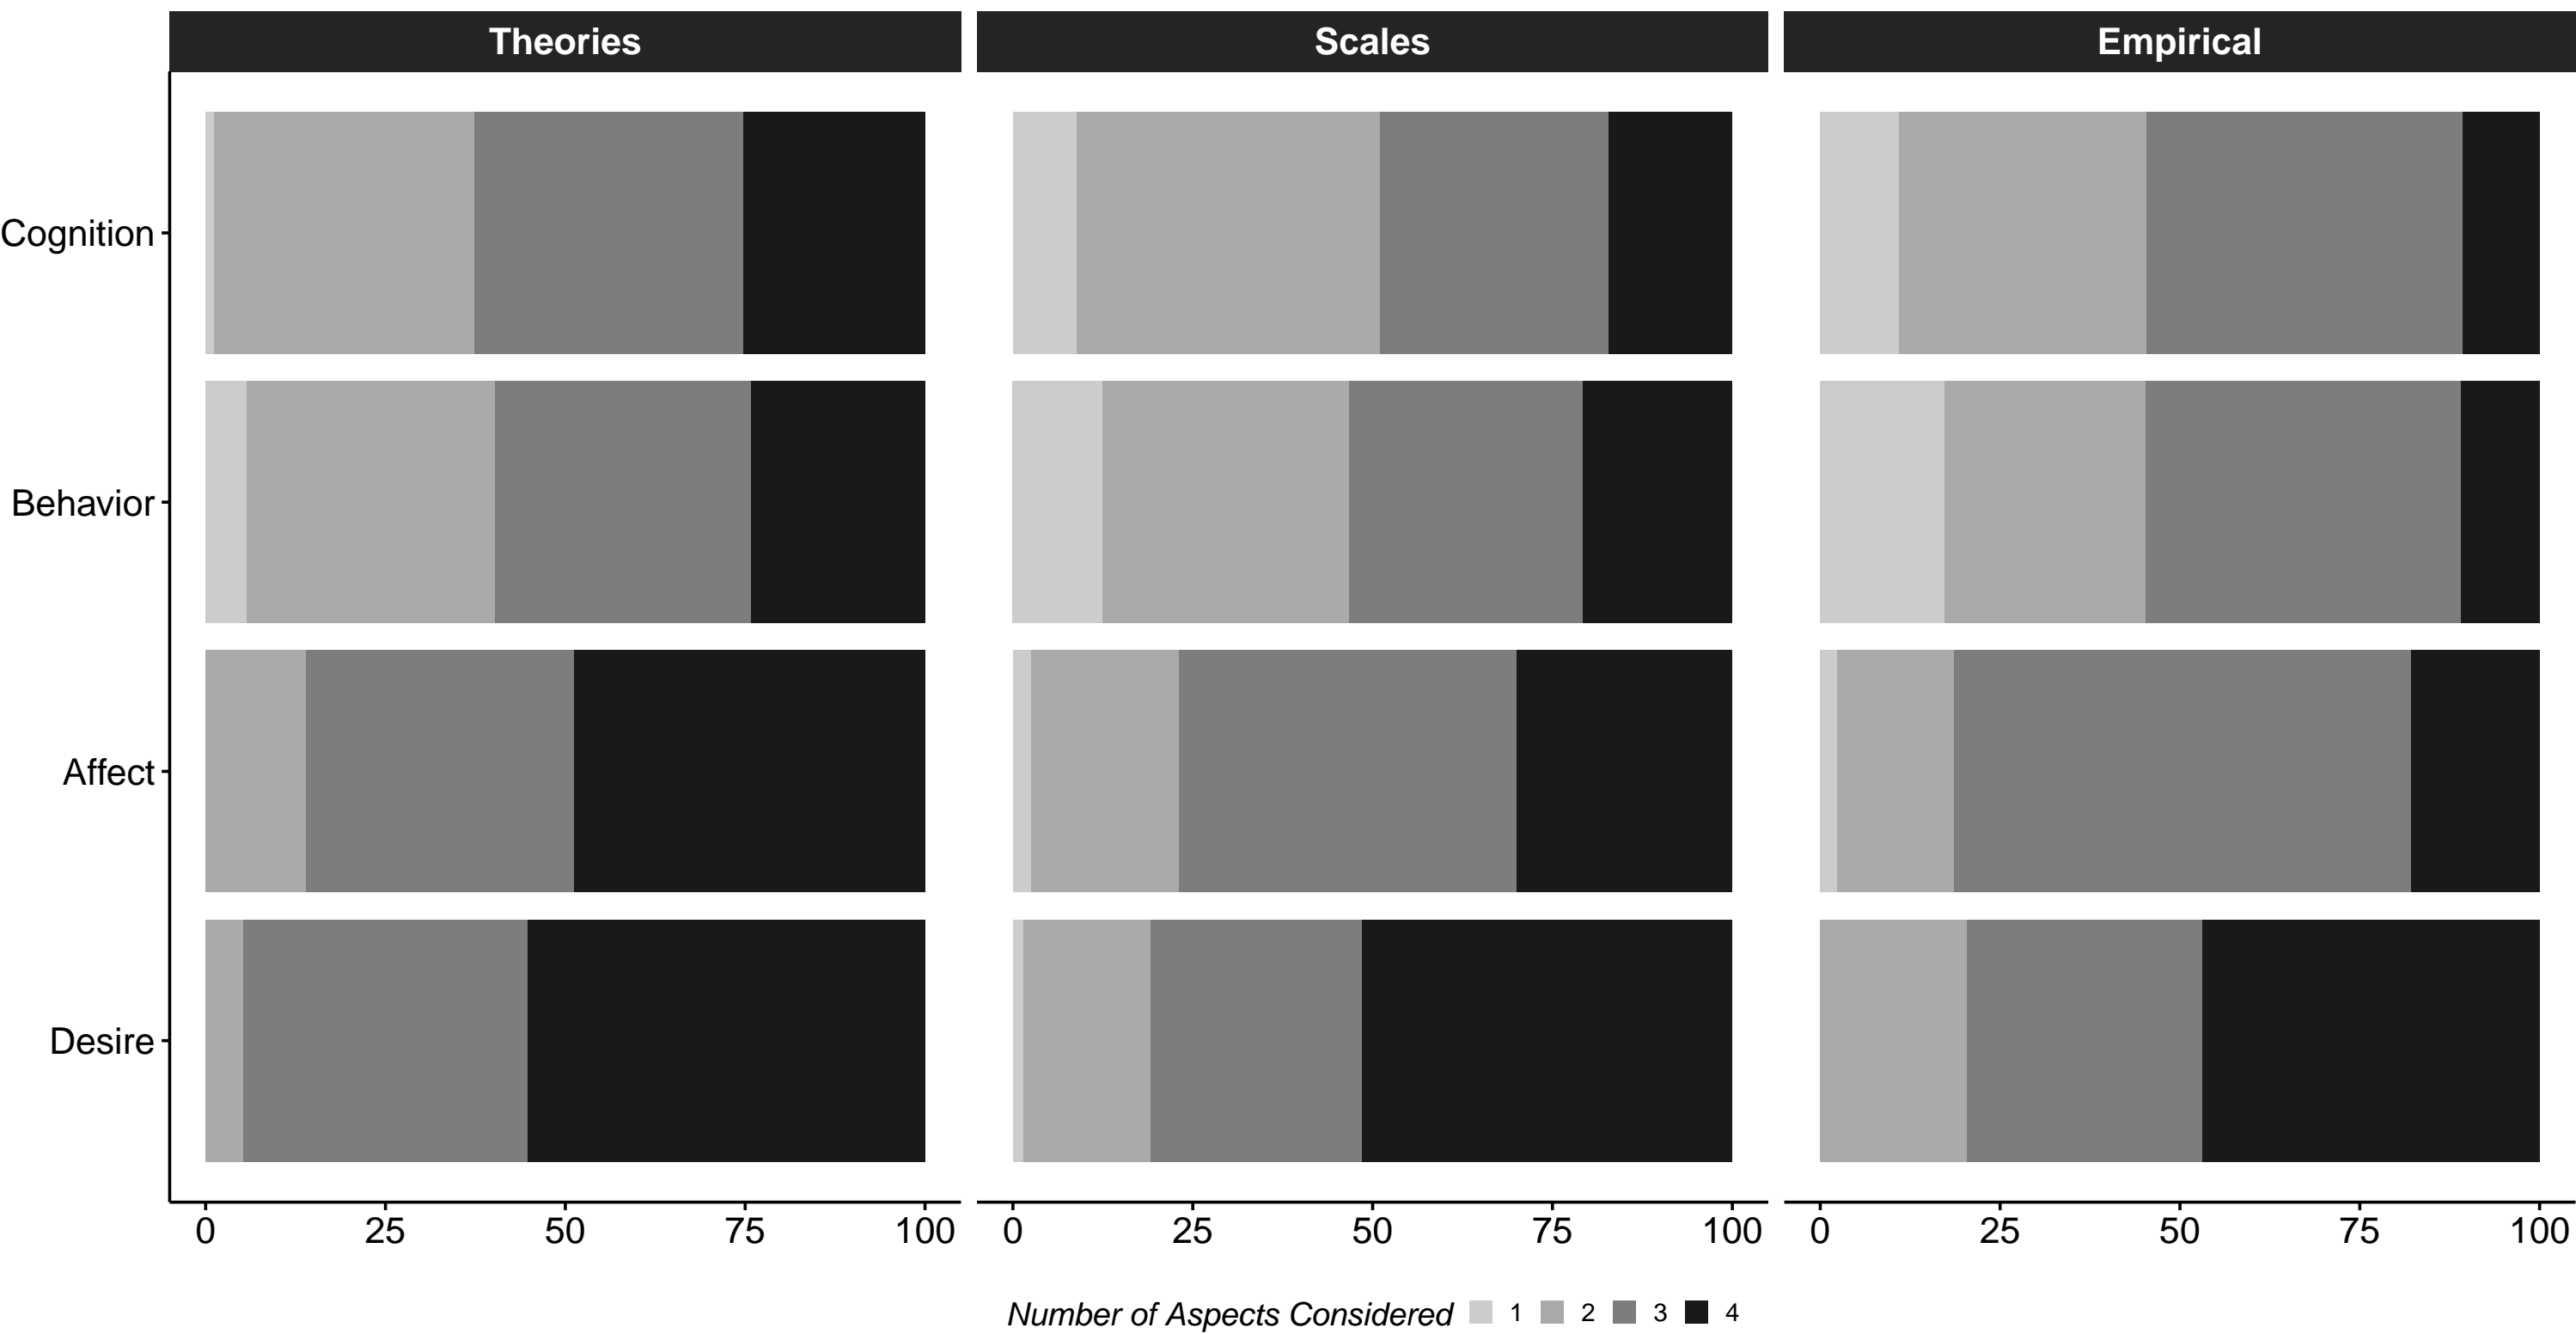 Theories Scales Empirical
Cognition
Behavior
Affect
Desire
0 25 50 75 100 0 25 50 75 100 0 25 50 75 100
Number of Aspects Considered 1 2 3 4